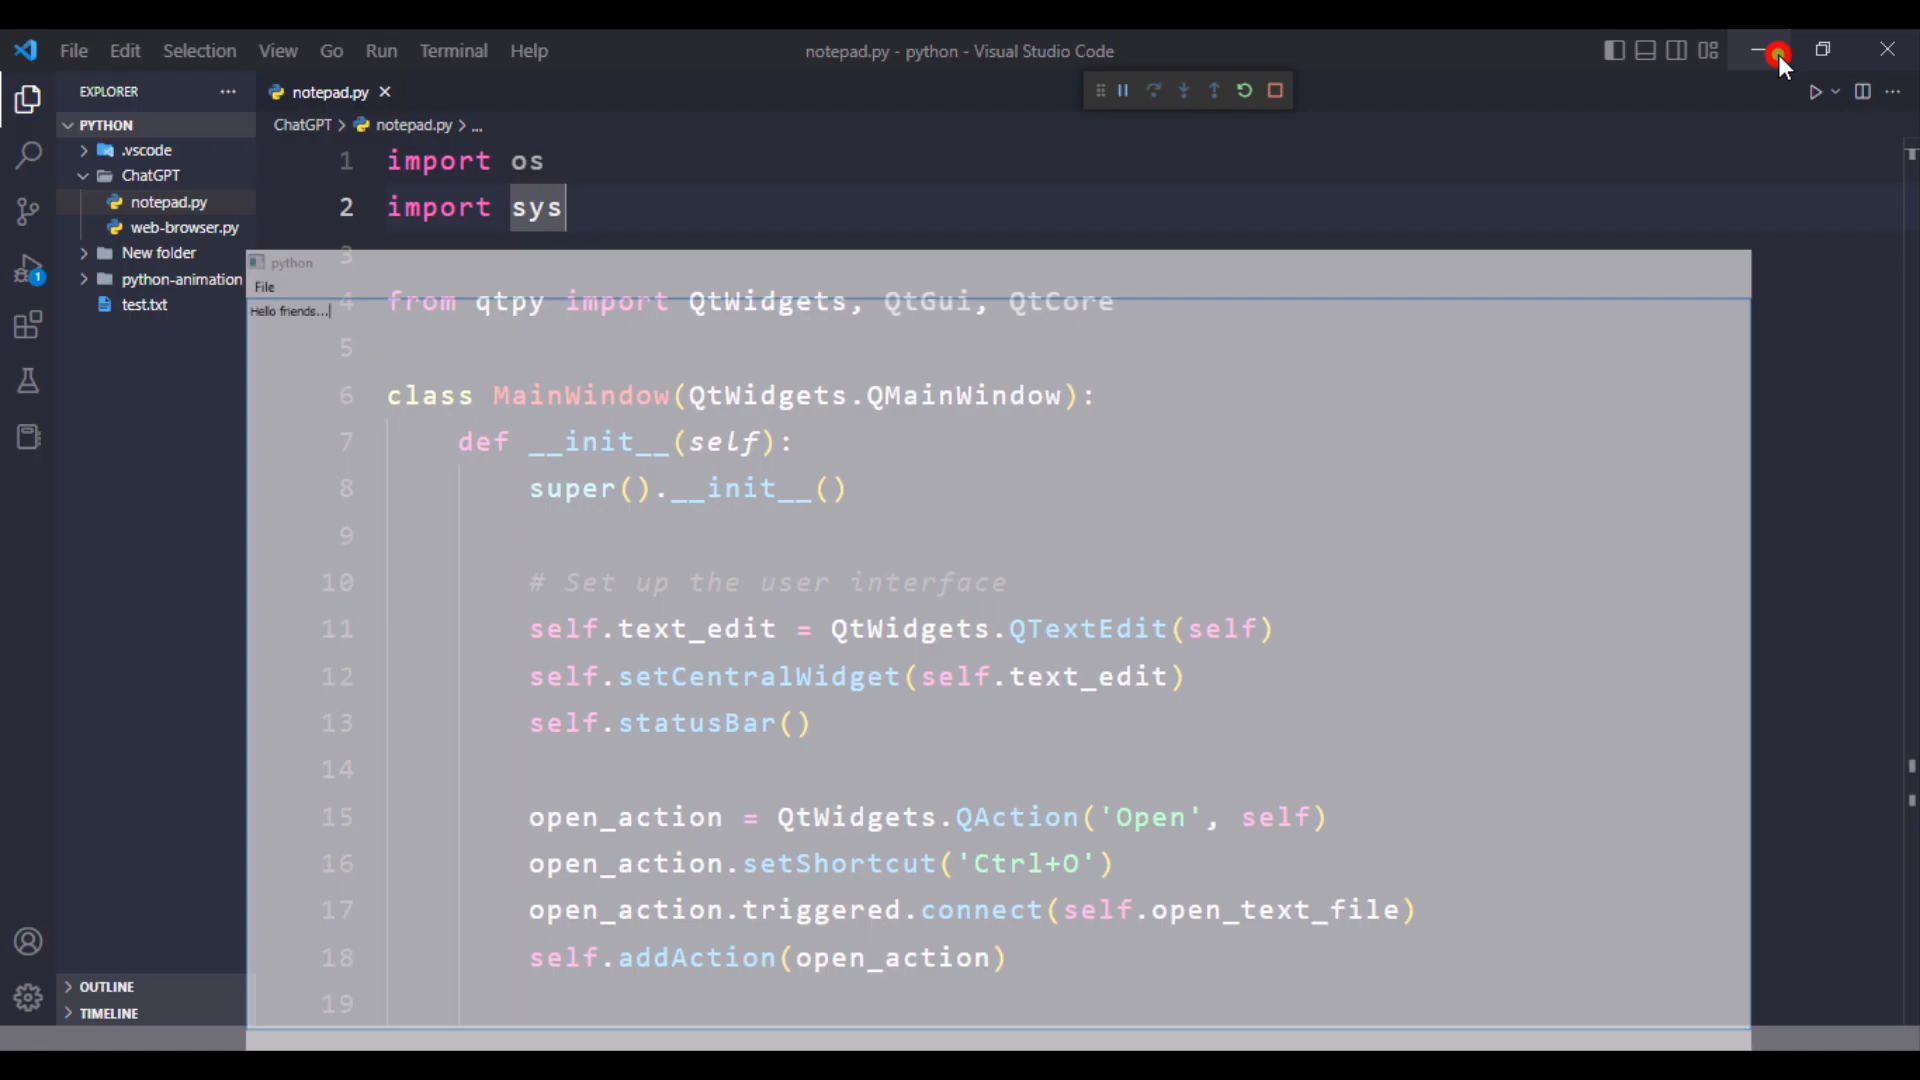 File Edit Selection View Go Run Terminal Help
notepad.py - python - Visual Studio Code
EXPLORER
notepad.py
PYTHON
ChatGPT > notepad.py > ...
.vscode
ChatGPT
notepad.py
web-browser.py
New folder
python-animation
test.txt
1
OUTLINE
TIMELINE
python
File
Hello friends...
1 import os
2 import sys
3
4 from qtpy import QtWidgets, QtGui, QtCore
5
6 class MainWindow(QtWidgets.QMainWindow):
7 def __init__(self):
8 super().__init__()
9
10 # Set up the user interface
11 self.text_edit = QtWidgets.QTextEdit(self)
12 self.setCentralWidget(self.text_edit)
13 self.statusBar()
14
15 open_action = QtWidgets.QAction('Open', self)
16 open_action.setShortcut('Ctrl+O')
17 open_action.triggered.connect(self.open_text_file)
18 self.addAction(open_action)
19